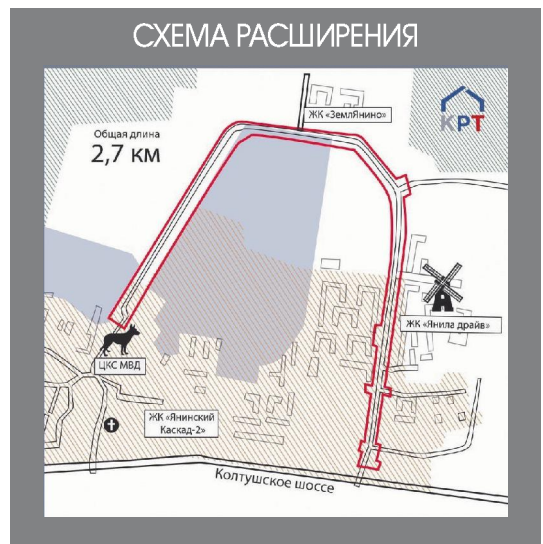 СХЕМА РАСШИРЕНИЯ
ЖК «ЗемлЯнино»
КРТ
Общая длина
2,7 км
ЖК «Янила драйв»
ЦКС МВД
ЖК «Янинский
Каскад-2»
Колтушское шоссе